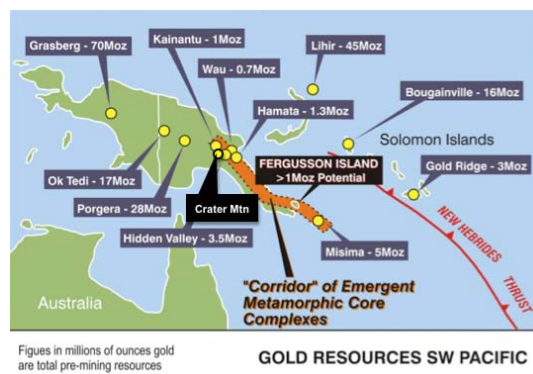 Grasberg - 70Moz
Kainantu - 1Moz
Lihir - 45Moz
Wau - 0.7Moz
Bougainville - 16Moz
Hamata - 1.3Moz
Solomon Islands
FERGUSSON ISLAND
>1Moz Potential
Gold Ridge - 3Moz
Ok Tedi - 17Moz
Porgera - 28Moz
Crater Mtn
Hidden Valley - 3.5Moz
Misima - 5Moz
NEW HEBRIDES
THRUST
"Corridor" of Emergent
Metamorphic Core
Complexes
Australia
Figues in millions of ounces gold
are total pre-mining resources
GOLD RESOURCES SW PACIFIC